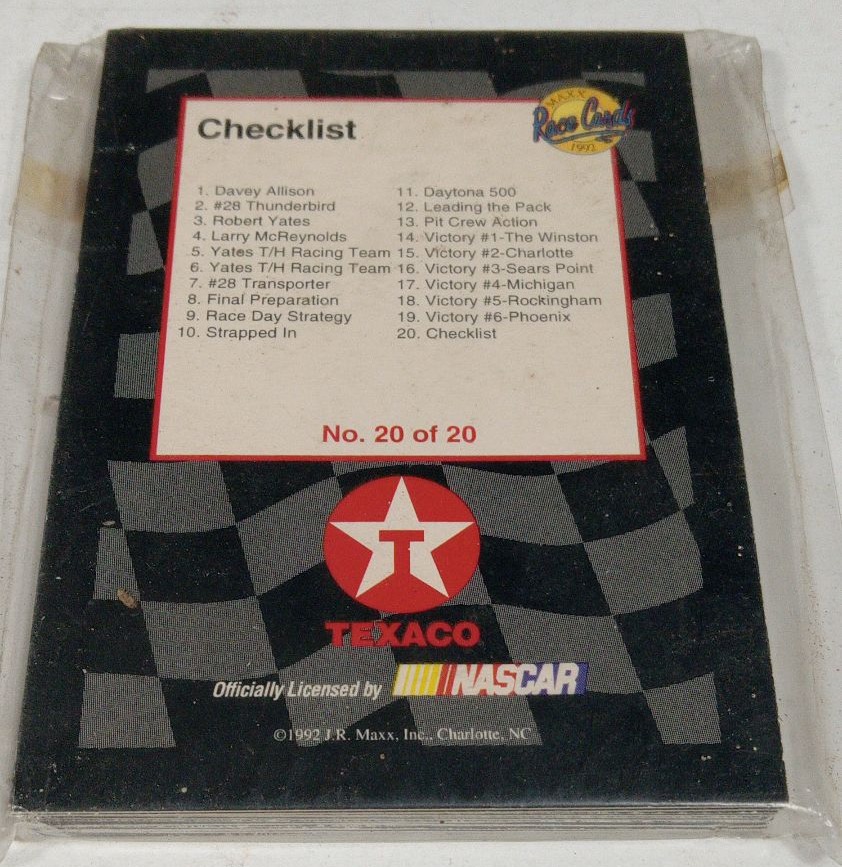 Checklist
MAXX
Race Cards
1992
1. Davey Allison
2. #28 Thunderbird
3. Robert Yates
4. Larry McReynolds
5. Yates T/H Racing Team
6. Yates T/H Racing Team
7. #28 Transporter
8. Final Preparation
9. Race Day Strategy
10. Strapped In
11. Daytona 500
12. Leading the Pack
13. Pit Crew Action
14. Victory #1-The Winston
15. Victory #2-Charlotte
16. Victory #3-Sears Point
17. Victory #4-Michigan
18. Victory #5-Rockingham
19. Victory #6-Phoenix
20. Checklist
No. 20 of 20
T
TEXACO
Officially Licensed by NASCAR
©1992 J.R. Maxx, Inc., Charlotte, NC